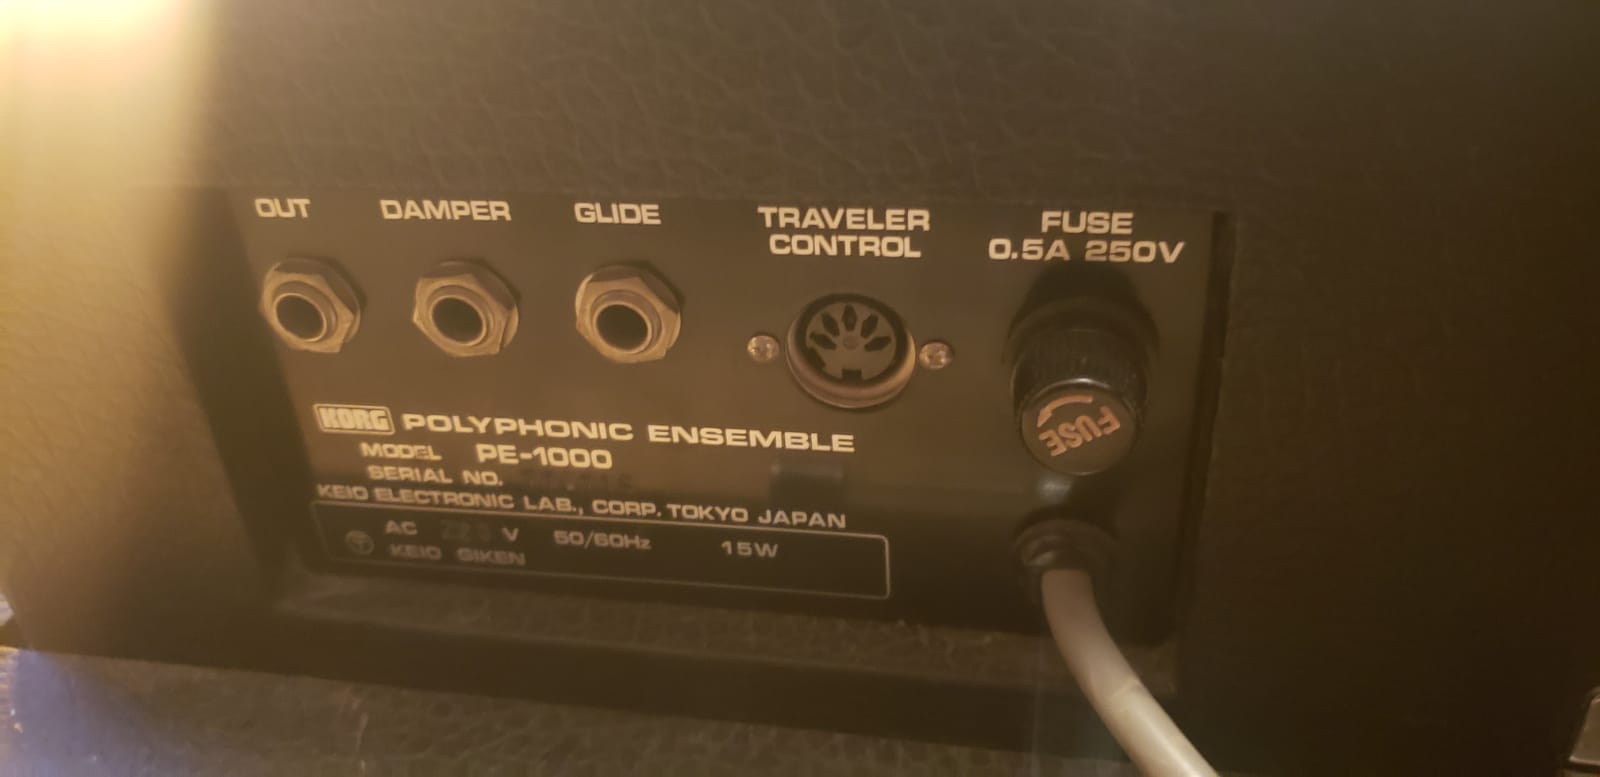 OUT
DAMPER
GLIDE
TRAVELER
CONTROL
FUSE
0.5A 250V
FUSE
KORG POLYPHONIC ENSEMBLE
MODEL PE-1000
SERIAL NO.
KEIO ELECTRONIC LAB., CORP. TOKYO JAPAN
AC 220 V 50/60Hz 15W
KEIO GIKEN